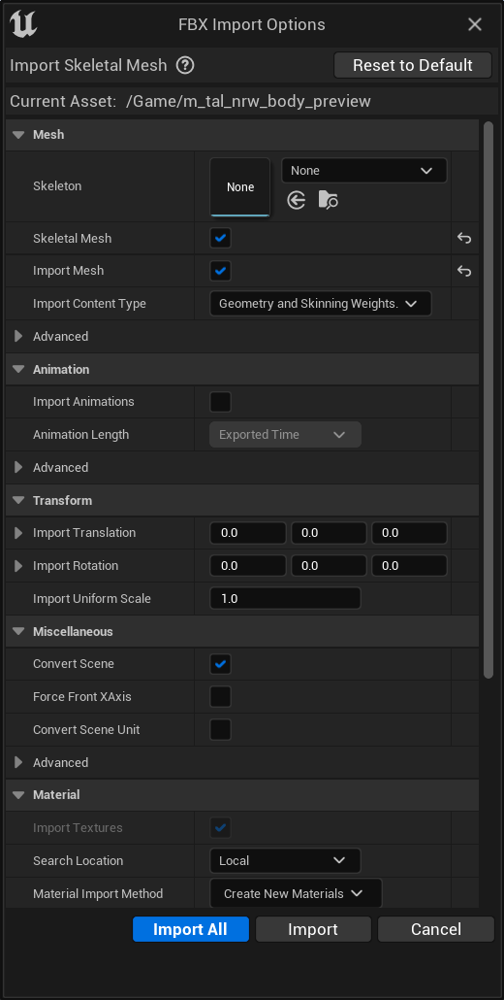 FBX Import Options
Import Skeletal Mesh ? Reset to Default
Current Asset: /Game/m_tal_nrw_body_preview
Mesh
Skeleton None None
Skeletal Mesh
Import Mesh
Import Content Type Geometry and Skinning Weights.
Advanced
Animation
Import Animations
Animation Length Exported Time
Advanced
Transform
Import Translation 0.0 0.0 0.0
Import Rotation 0.0 0.0 0.0
Import Uniform Scale 1.0
Miscellaneous
Convert Scene
Force Front XAxis
Convert Scene Unit
Advanced
Material
Import Textures
Search Location Local
Material Import Method Create New Materials
Import All Import Cancel